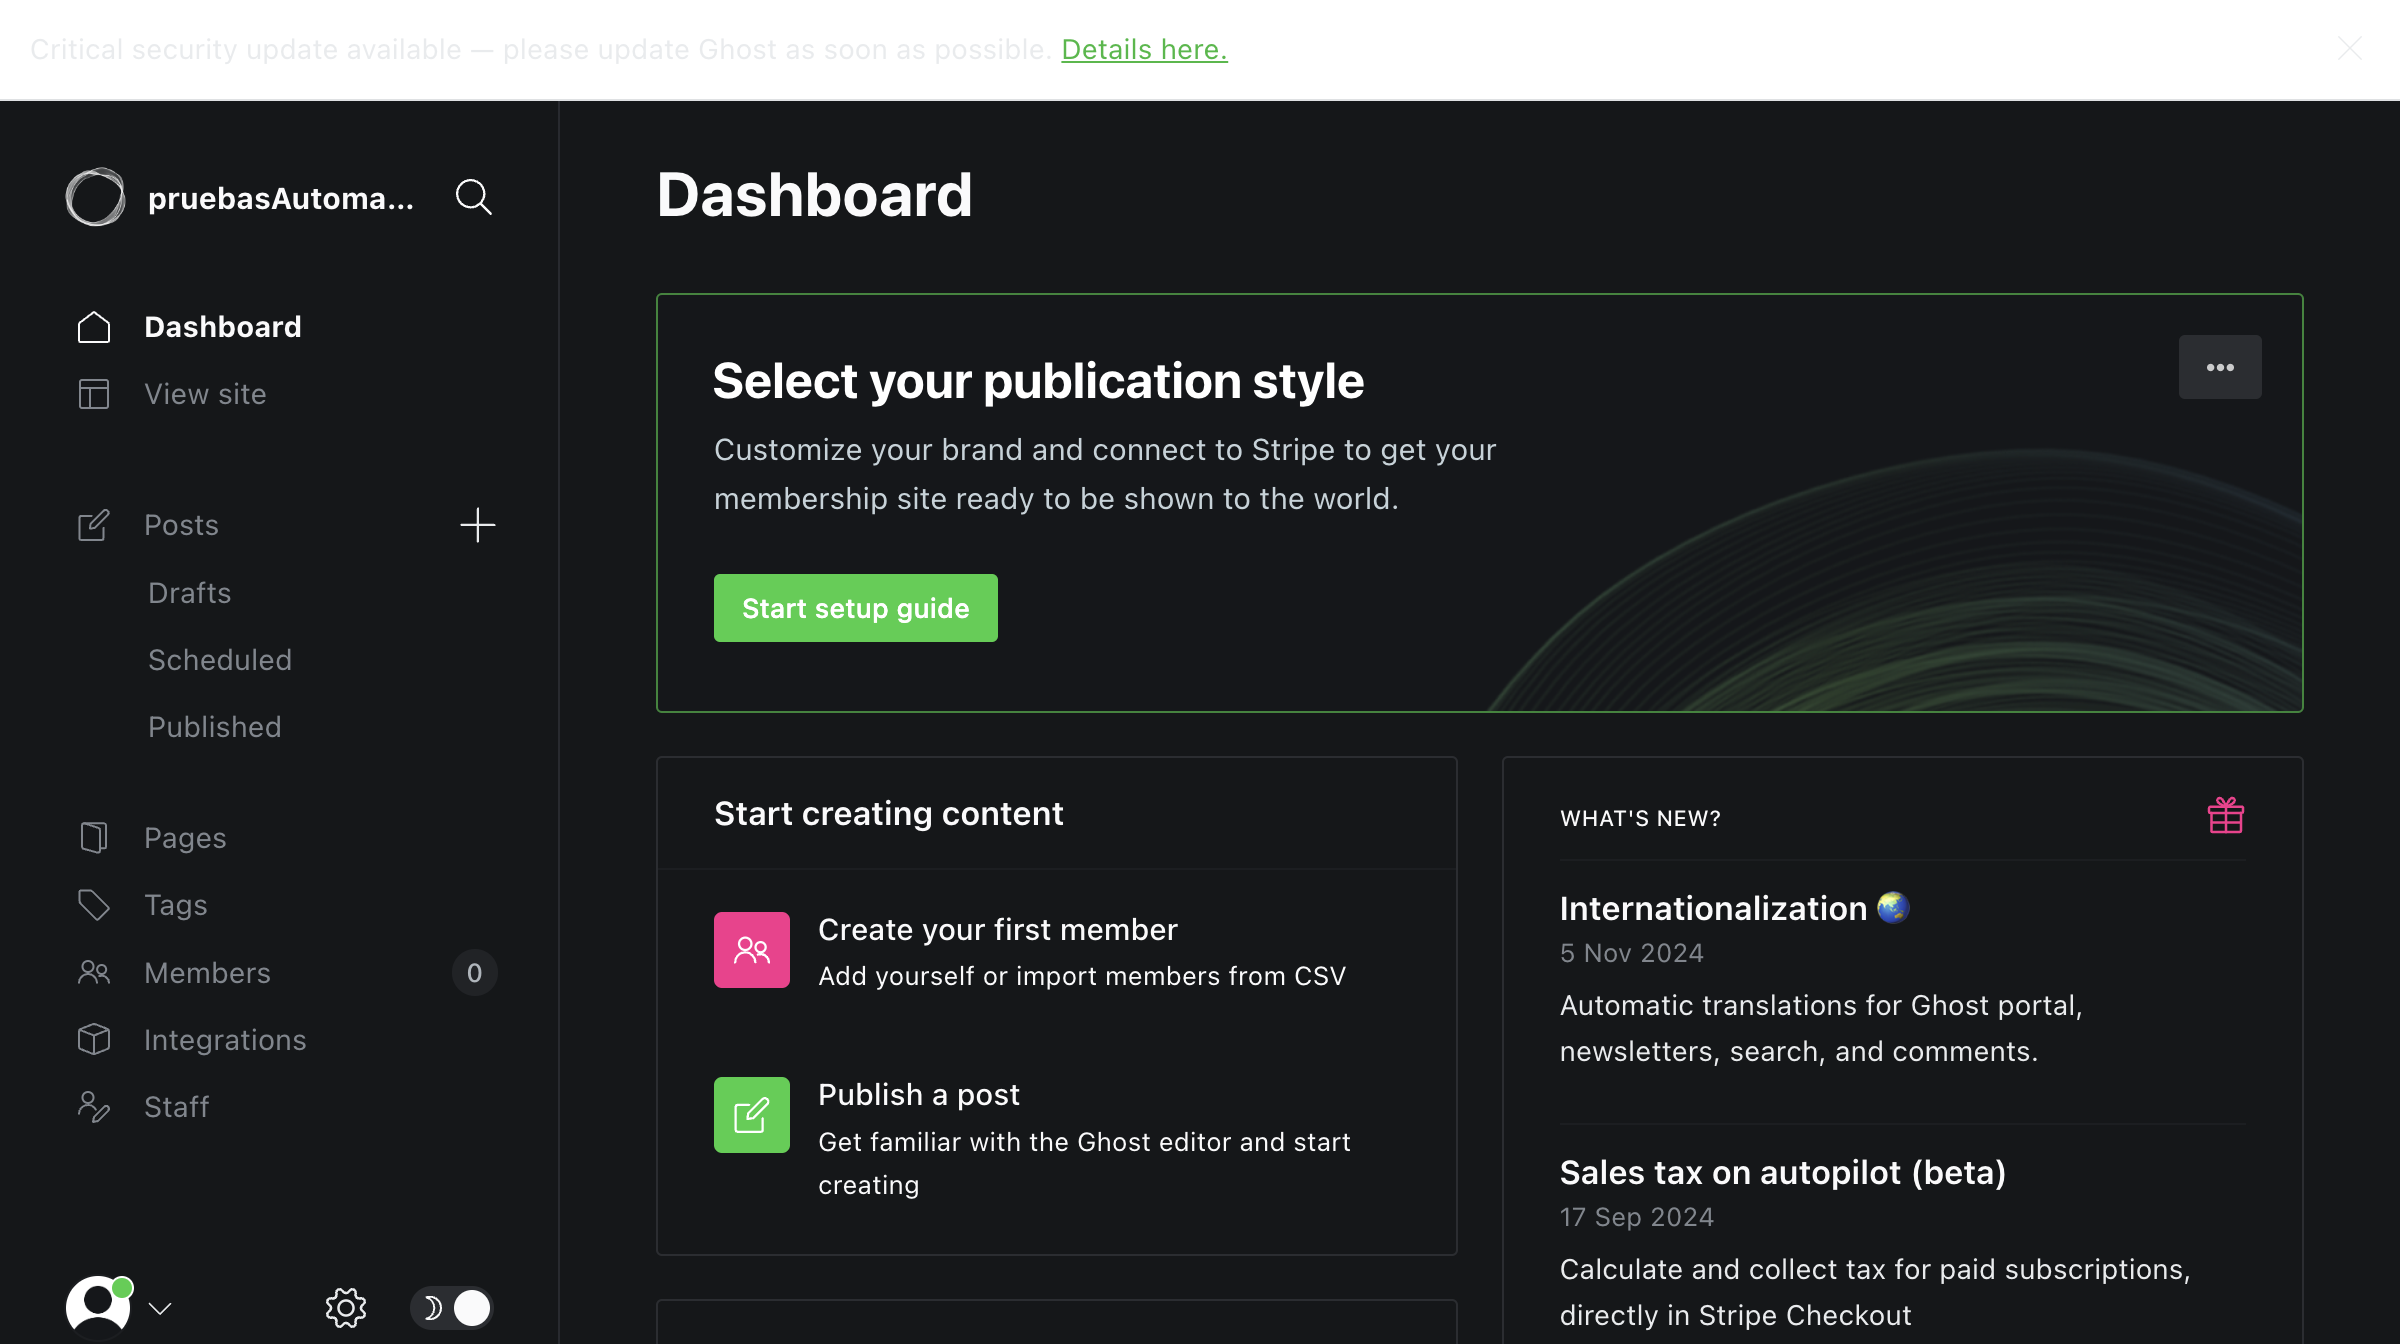 Critical security update available — please update Ghost as soon as possible. Details here.
pruebasAutoma...
Dashboard
View site
Posts
Drafts
Scheduled
Published
Pages
Tags
Members
0
Integrations
Staff
Dashboard
Select your publication style
Customize your brand and connect to Stripe to get your
membership site ready to be shown to the world.
Start setup guide
Start creating content
Create your first member
Add yourself or import members from CSV
Publish a post
Get familiar with the Ghost editor and start
creating
WHAT'S NEW?
Internationalization 🌏
5 Nov 2024
Automatic translations for Ghost portal,
newsletters, search, and comments.
Sales tax on autopilot (beta)
17 Sep 2024
Calculate and collect tax for paid subscriptions,
directly in Stripe Checkout